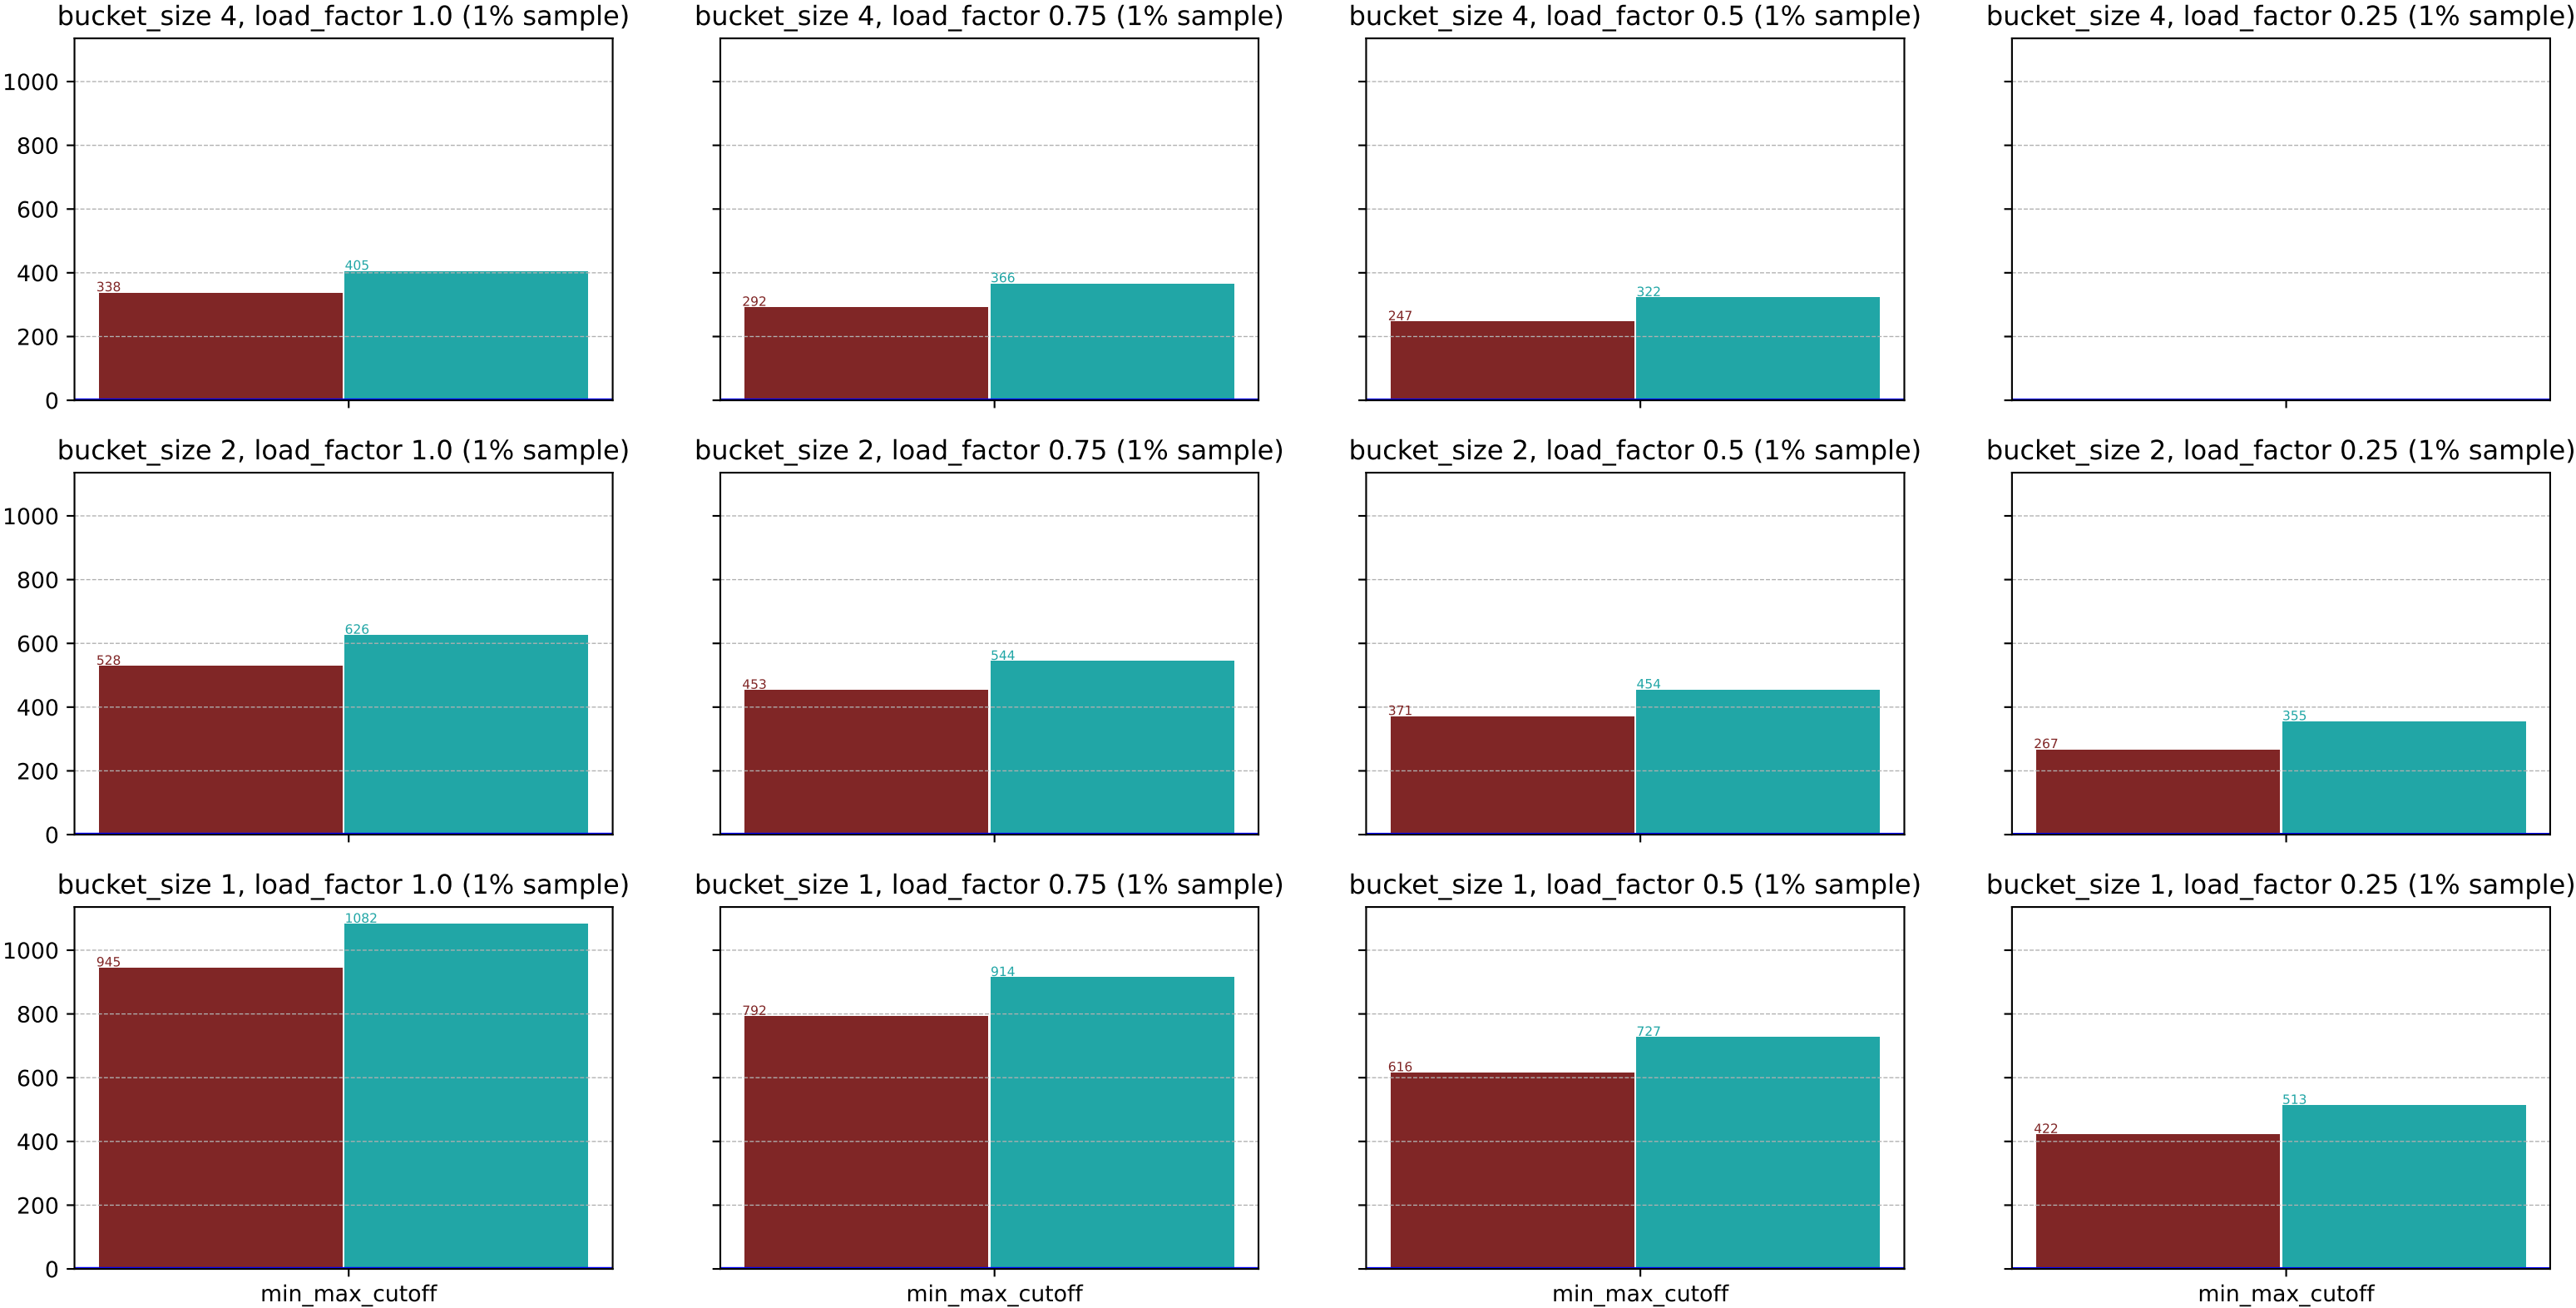 bucket_size 4, load_factor 1.0 (1% sample)
bucket_size 4, load_factor 0.75 (1% sample)
bucket_size 4, load_factor 0.5 (1% sample)
bucket_size 4, load_factor 0.25 (1% sample)
1000
800
600
400
200
0
338
405
292
366
247
322
bucket_size 2, load_factor 1.0 (1% sample)
bucket_size 2, load_factor 0.75 (1% sample)
bucket_size 2, load_factor 0.5 (1% sample)
bucket_size 2, load_factor 0.25 (1% sample)
1000
800
600
400
200
0
528
626
453
544
371
454
267
355
bucket_size 1, load_factor 1.0 (1% sample)
bucket_size 1, load_factor 0.75 (1% sample)
bucket_size 1, load_factor 0.5 (1% sample)
bucket_size 1, load_factor 0.25 (1% sample)
1000
800
600
400
200
0
945
1082
792
914
616
727
422
513
min_max_cutoff
min_max_cutoff
min_max_cutoff
min_max_cutoff